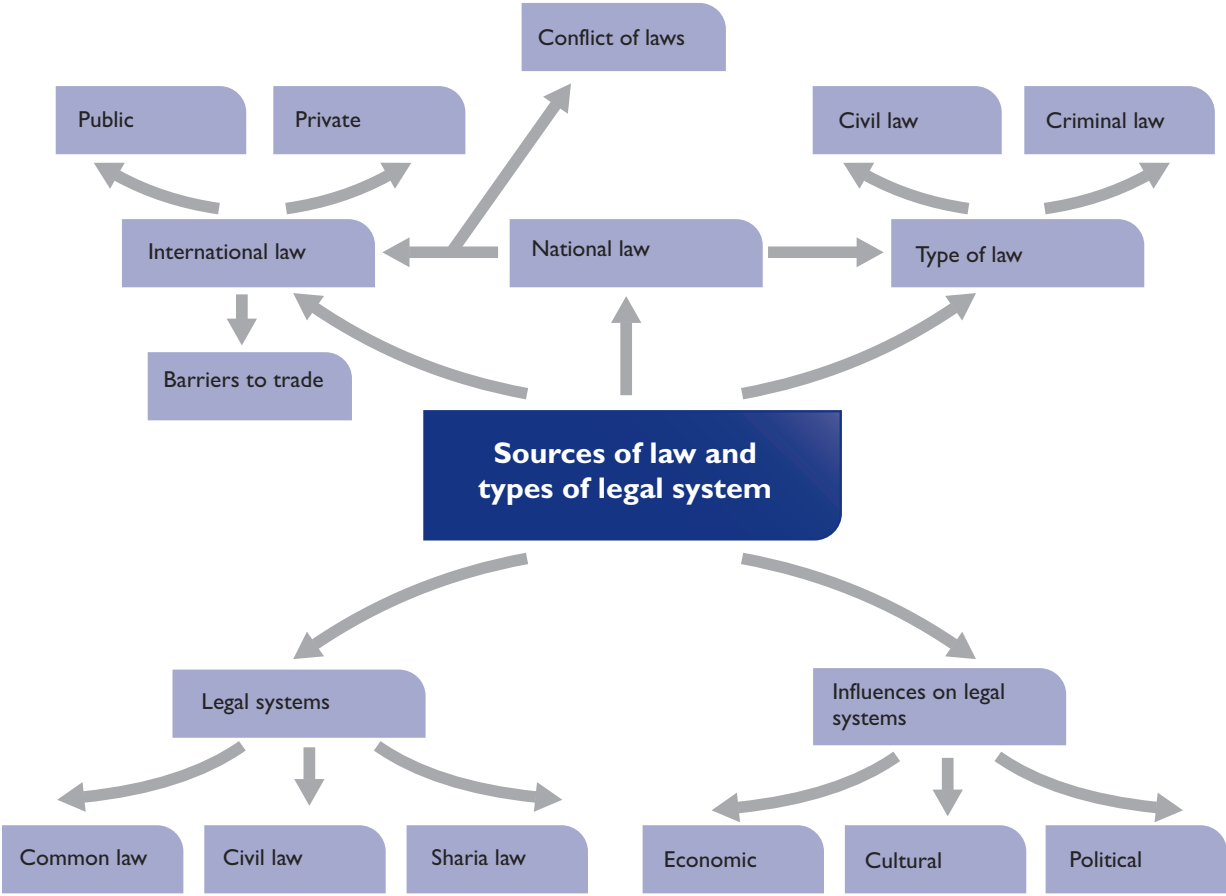 Conflict of laws
Public
Private
Civil law
Criminal law
International law
National law
Type of law
Barriers to trade
Sources of law and
types of legal system
Legal systems
Influences on legal
systems
Common law
Civil law
Sharia law
Economic
Cultural
Political